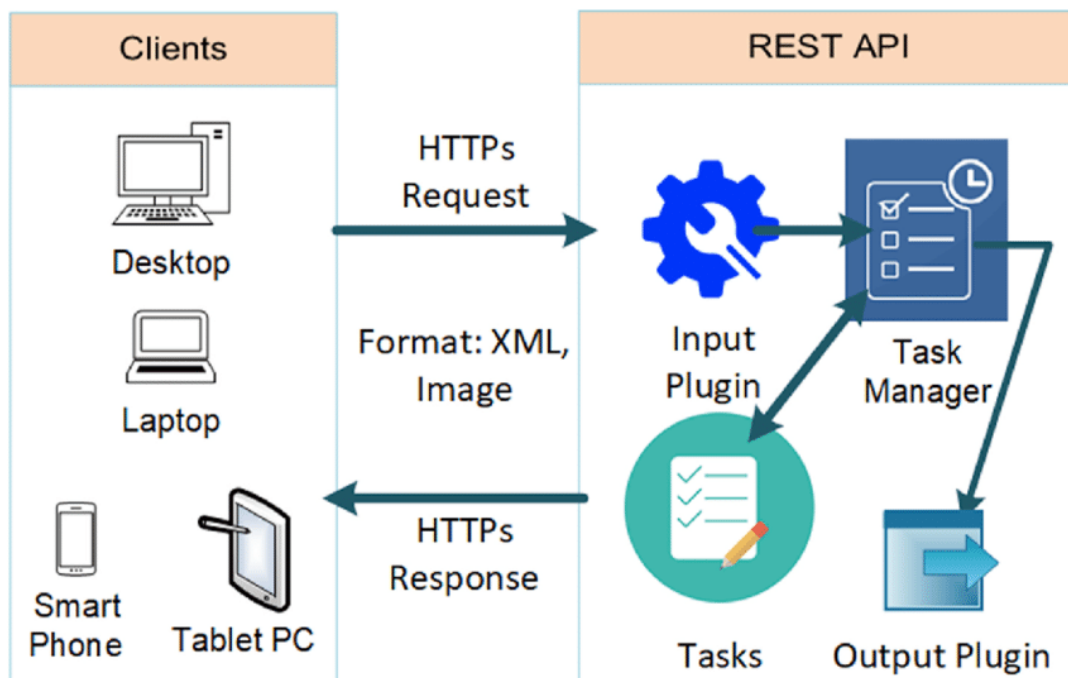 Clients
Desktop
Laptop
Smart
Phone
Tablet PC
HTTPs
Request
Format: XML,
Image
HTTPs
Response
REST API
Input
Plugin
Task
Manager
Tasks
Output Plugin